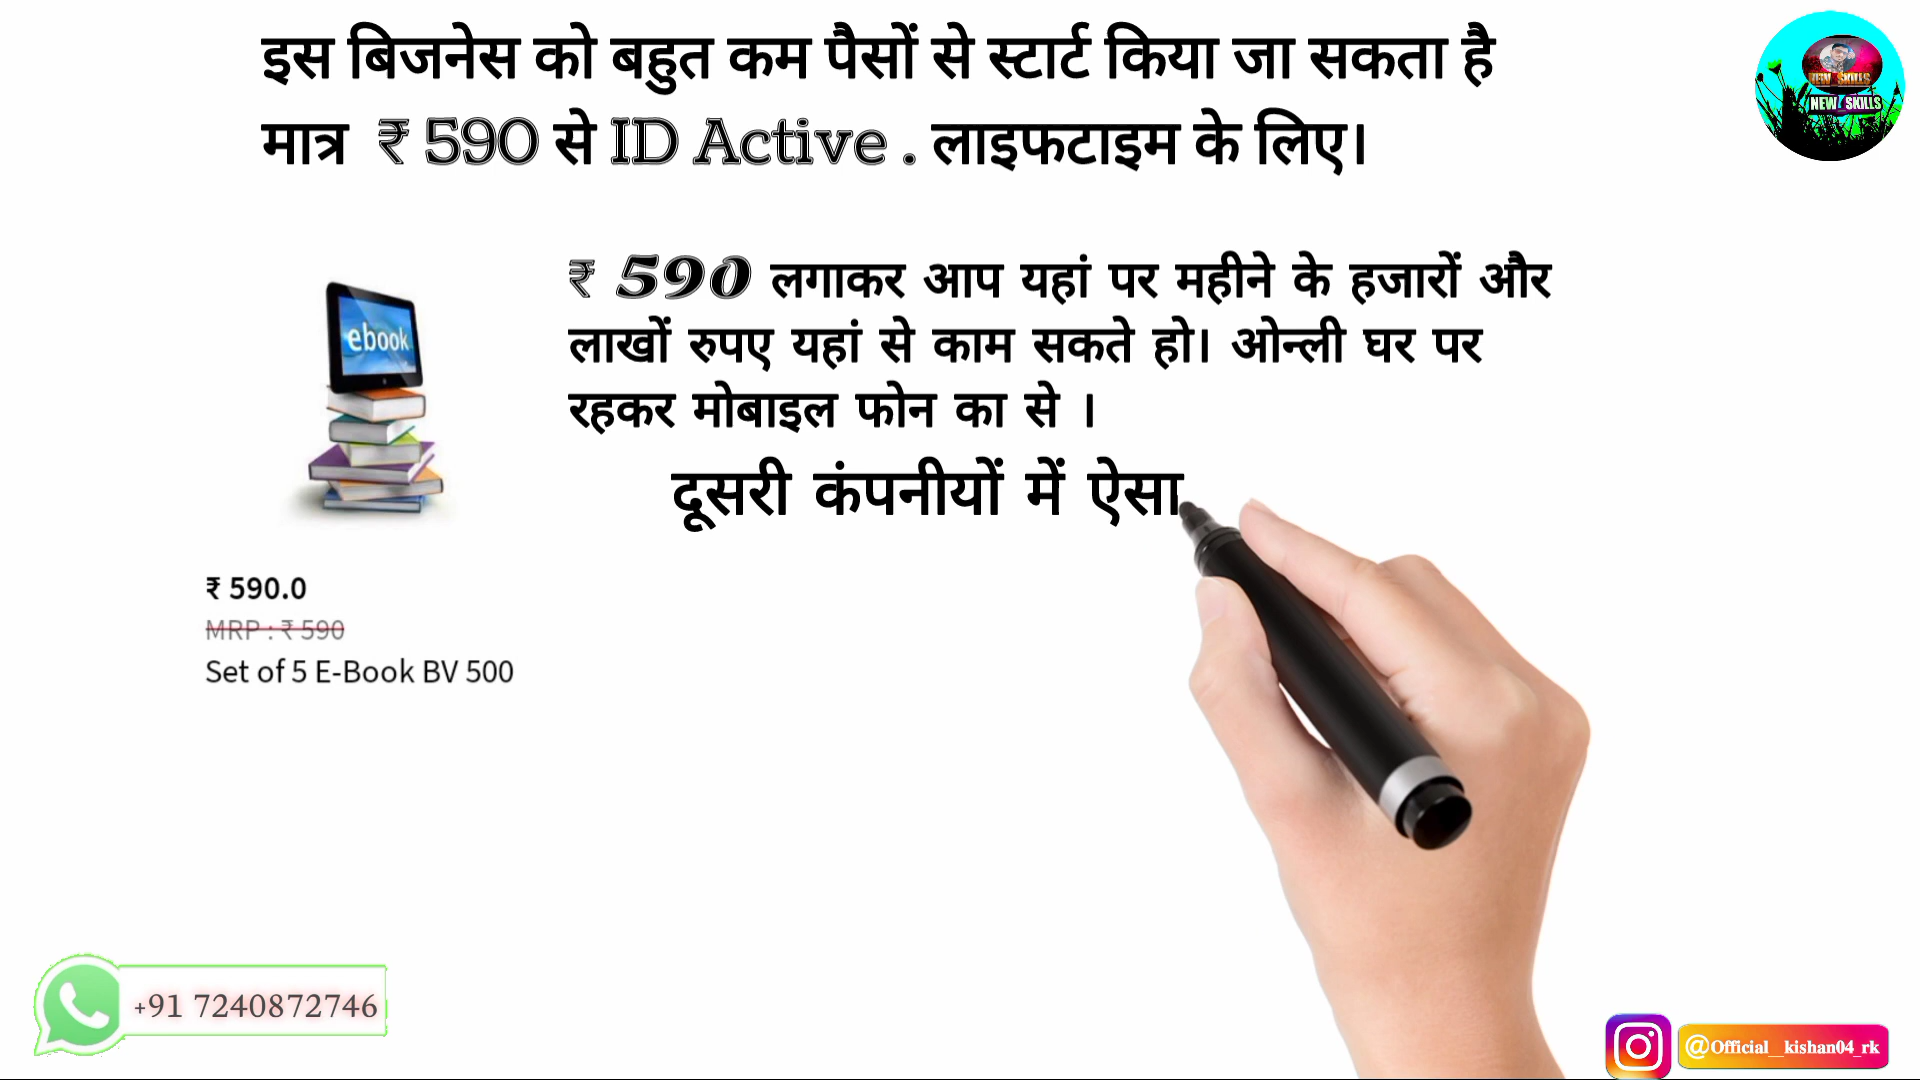 इस बिजनेस को बहुत कम पैसों से स्टार्ट किया जा सकता है
मात्र ₹ 590 से ID Active . लाइफटाइम के लिए।
NEW SKILLS
NEW SKILLS
₹ 590 लगाकर आप यहां पर महीने के हजारों और
लाखों रुपए यहां से काम सकते हो। ओन्ली घर पर
रहकर मोबाइल फोन का से ।
दूसरी कंपनीयों में ऐसा
ebook
₹ 590.0
MRP : ₹ 590
Set of 5 E-Book BV 500
+91 7240872746
@Official_kishan04_rk